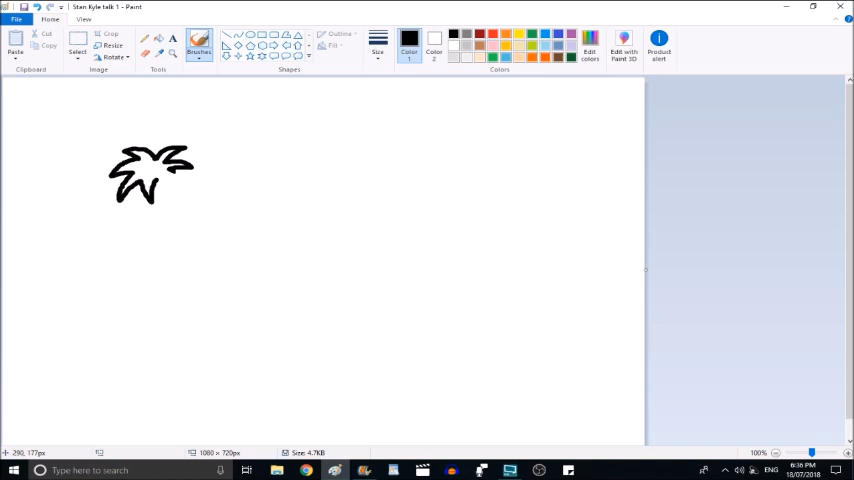 Stan Kyle talk 1 - Paint
File Home View
Paste Cut Copy
Clipboard
Select Crop Resize Rotate
Image
Tools
Brushes
Outline Fill
Shapes
Size
Color 1
Color 2
Edit colors
Colors
Edit with Paint 3D
Product alert
290, 177px
1080 × 720px
Size: 4.7KB
100%
Type here to search
ENG
6:36 PM
18/07/2018